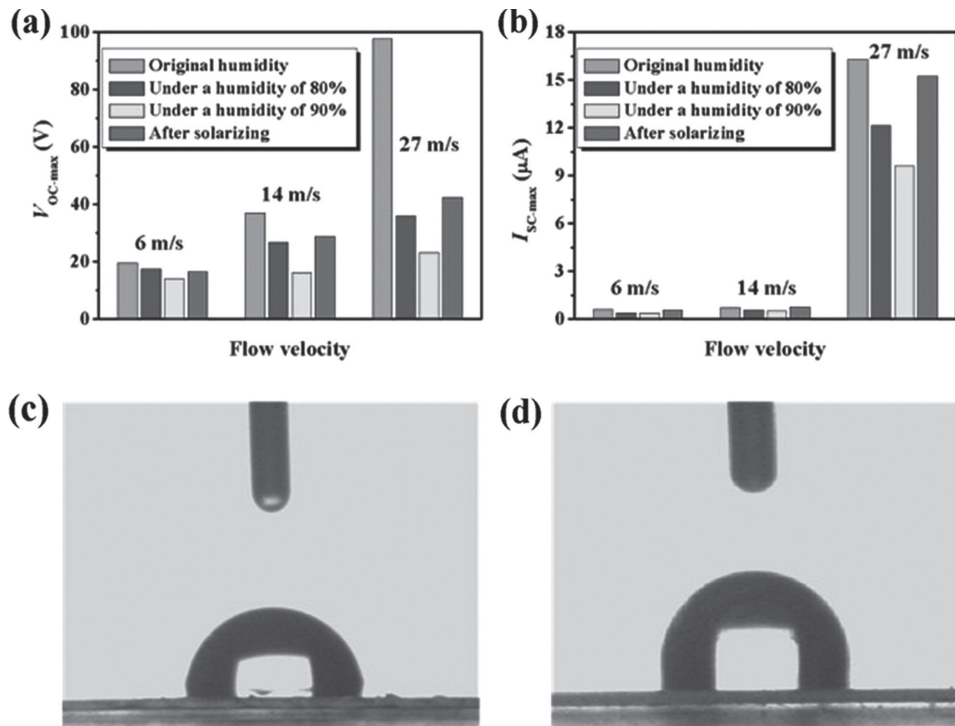 (a)
100
80
60
40
20
0
V_OC-max (V)
Original humidity
Under a humidity of 80%
Under a humidity of 90%
After solarizing
6 m/s
14 m/s
27 m/s
Flow velocity
(b)
18
15
12
9
6
3
0
I_SC-max (μA)
Original humidity
Under a humidity of 80%
Under a humidity of 90%
After solarizing
6 m/s
14 m/s
27 m/s
Flow velocity
(c)
(d)